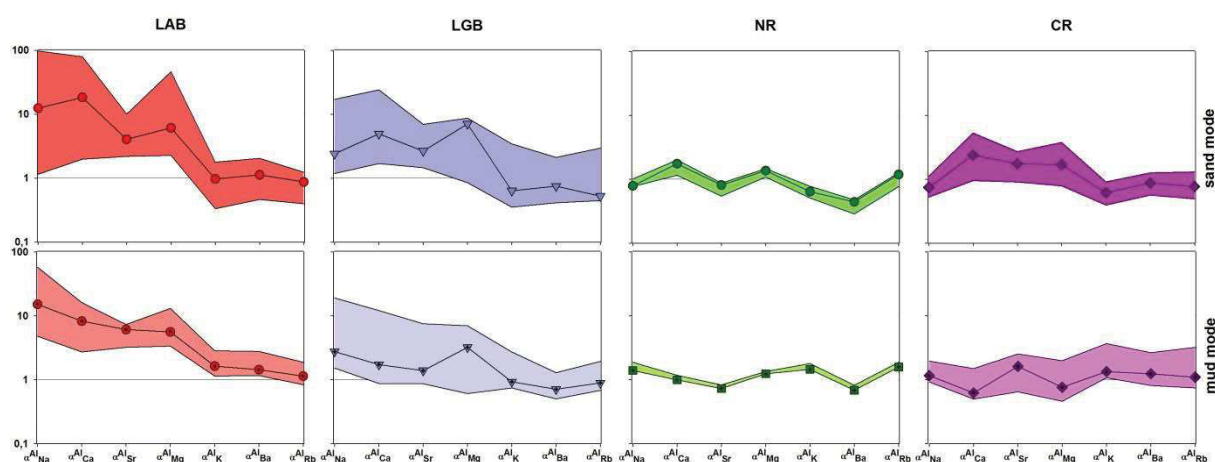 LAB LGB NR CR
100
10
1
0,1
sand mode
100
10
1
0,1
mud mode
αAlNa αAlCa αAlSr αAlMg αAlK αAlBa αAlRb αAlNa αAlCa αAlSr αAlMg αAlK αAlBa αAlRb αAlNa αAlCa αAlSr αAlMg αAlK αAlBa αAlRb αAlNa αAlCa αAlSr αAlMg αAlK αAlBa αAlRb